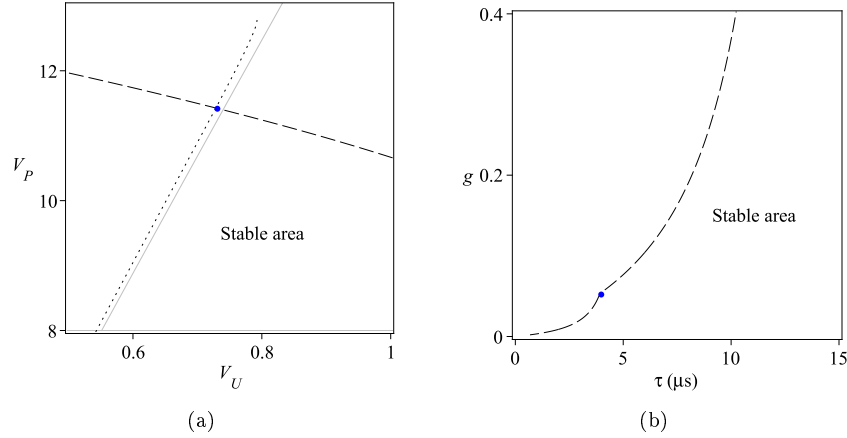 12
V_P
10
8
0.6
0.8
1
V_U
Stable area
(a)
0.4
g
0.2
0
0
5
10
15
τ (μs)
Stable area
(b)